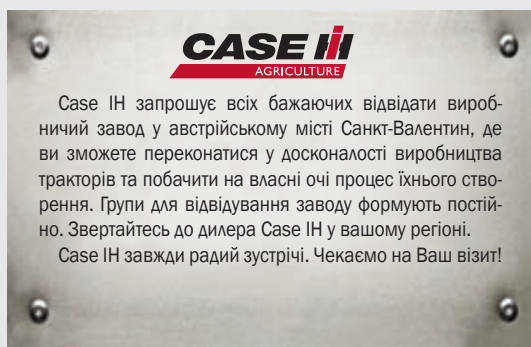 CASE IH
AGRICULTURE
Case IH запрошує всіх бажаючих відвідати вироб-
ничий завод у австрійському місті Санкт-Валентин, де
ви зможете переконатися у досконалості виробництва
тракторів та побачити на власні очі процес їхнього ство-
рення. Групи для відвідування заводу формують постій-
но. Звертайтесь до дилера Case IH у вашому регіоні.
Case IH завжди радий зустрічі. Чекаємо на Ваш візит!